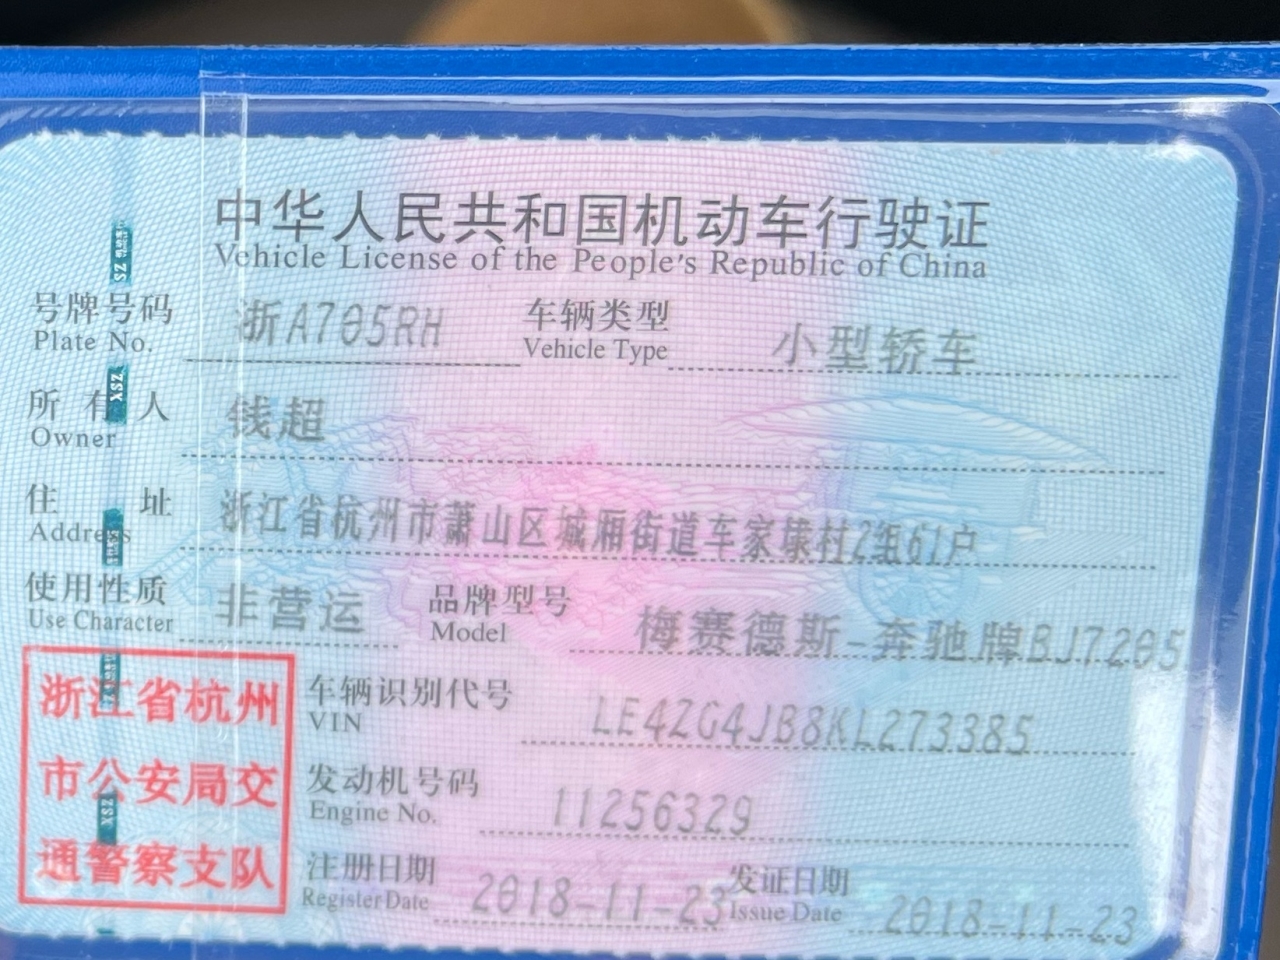 中华人民共和国机动车行驶证
Vehicle License of the People's Republic of China
号牌号码 浙A705RH 车辆类型 小型轿车
Plate No. Vehicle Type
所有人 钱超
Owner
住址 浙江省杭州市萧山区城厢街道车家埭村2组61户
Address
使用性质 非营运 品牌型号 梅赛德斯-奔驰牌BJ7205
Use Character Model
浙江省杭州
市公安局交
通警察支队
车辆识别代号 LE4ZG4JB8KL273385
VIN
发动机号码 11256329
Engine No.
注册日期 2018-11-23 发证日期 2018-11-23
Register Date Issue Date
XSZ